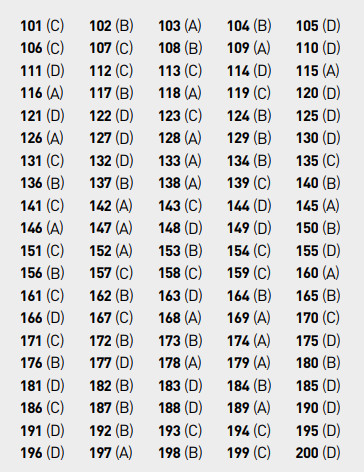 101 (C) 102 (B) 103 (A) 104 (B) 105 (D)
106 (C) 107 (C) 108 (B) 109 (A) 110 (D)
111 (D) 112 (C) 113 (C) 114 (D) 115 (A)
116 (A) 117 (B) 118 (A) 119 (C) 120 (D)
121 (D) 122 (D) 123 (C) 124 (B) 125 (D)
126 (A) 127 (D) 128 (A) 129 (B) 130 (D)
131 (C) 132 (D) 133 (A) 134 (B) 135 (C)
136 (B) 137 (B) 138 (A) 139 (C) 140 (B)
141 (C) 142 (A) 143 (C) 144 (D) 145 (A)
146 (A) 147 (A) 148 (D) 149 (D) 150 (B)
151 (C) 152 (A) 153 (B) 154 (C) 155 (D)
156 (B) 157 (C) 158 (C) 159 (C) 160 (A)
161 (C) 162 (B) 163 (D) 164 (B) 165 (B)
166 (D) 167 (C) 168 (A) 169 (A) 170 (C)
171 (C) 172 (B) 173 (B) 174 (A) 175 (D)
176 (B) 177 (D) 178 (A) 179 (A) 180 (B)
181 (D) 182 (B) 183 (D) 184 (B) 185 (D)
186 (C) 187 (B) 188 (D) 189 (A) 190 (D)
191 (D) 192 (B) 193 (C) 194 (C) 195 (D)
196 (D) 197 (A) 198 (B) 199 (C) 200 (D)